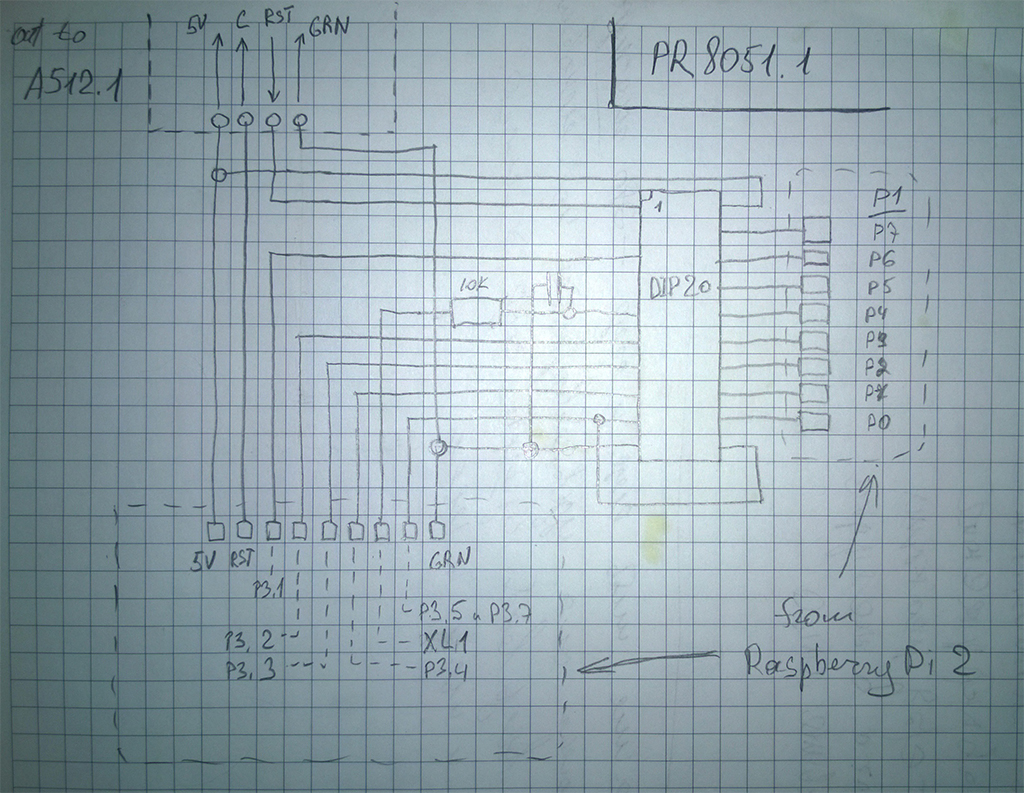 out to
A512.1
5V C RST GRN
PR 8051.1
1
DIP20
10K
P1
P7
P6
P5
P4
P3
P2
P1
P0
5V RST GRN
P3.1
P3.5 и P3.7
P3.2 XL1
P3.3 P3.4
from
Raspberry Pi 2